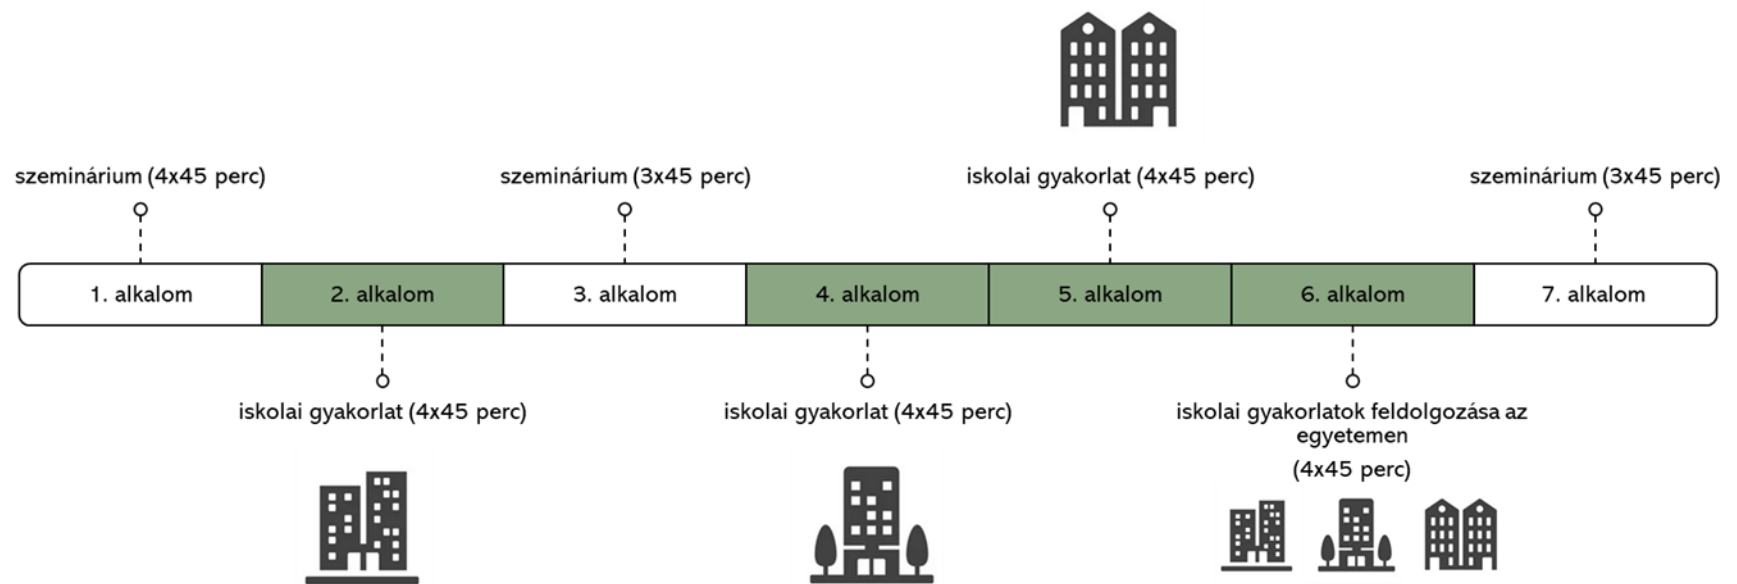 szeminárium (4x45 perc)
szeminárium (3x45 perc)
iskolai gyakorlat (4x45 perc)
szeminárium (3x45 perc)
1. alkalom
2. alkalom
3. alkalom
4. alkalom
5. alkalom
6. alkalom
7. alkalom
iskolai gyakorlat (4x45 perc)
iskolai gyakorlat (4x45 perc)
iskolai gyakorlatok feldolgozása az
egyetemen
(4x45 perc)